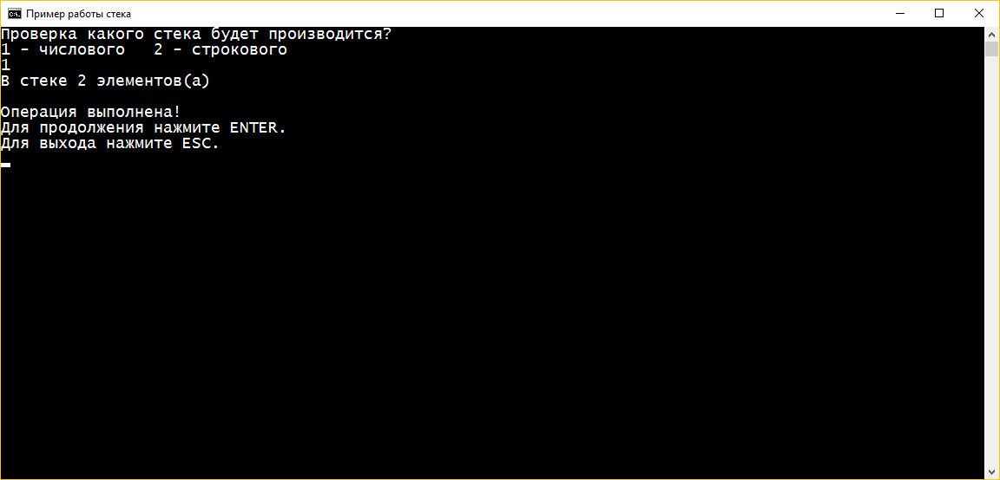 Пример работы стека
Проверка какого стека будет производится?
1 - числового   2 - строкового
1
В стеке 2 элементов(а)
Операция выполнена!
Для продолжения нажмите ENTER.
Для выхода нажмите ESC.